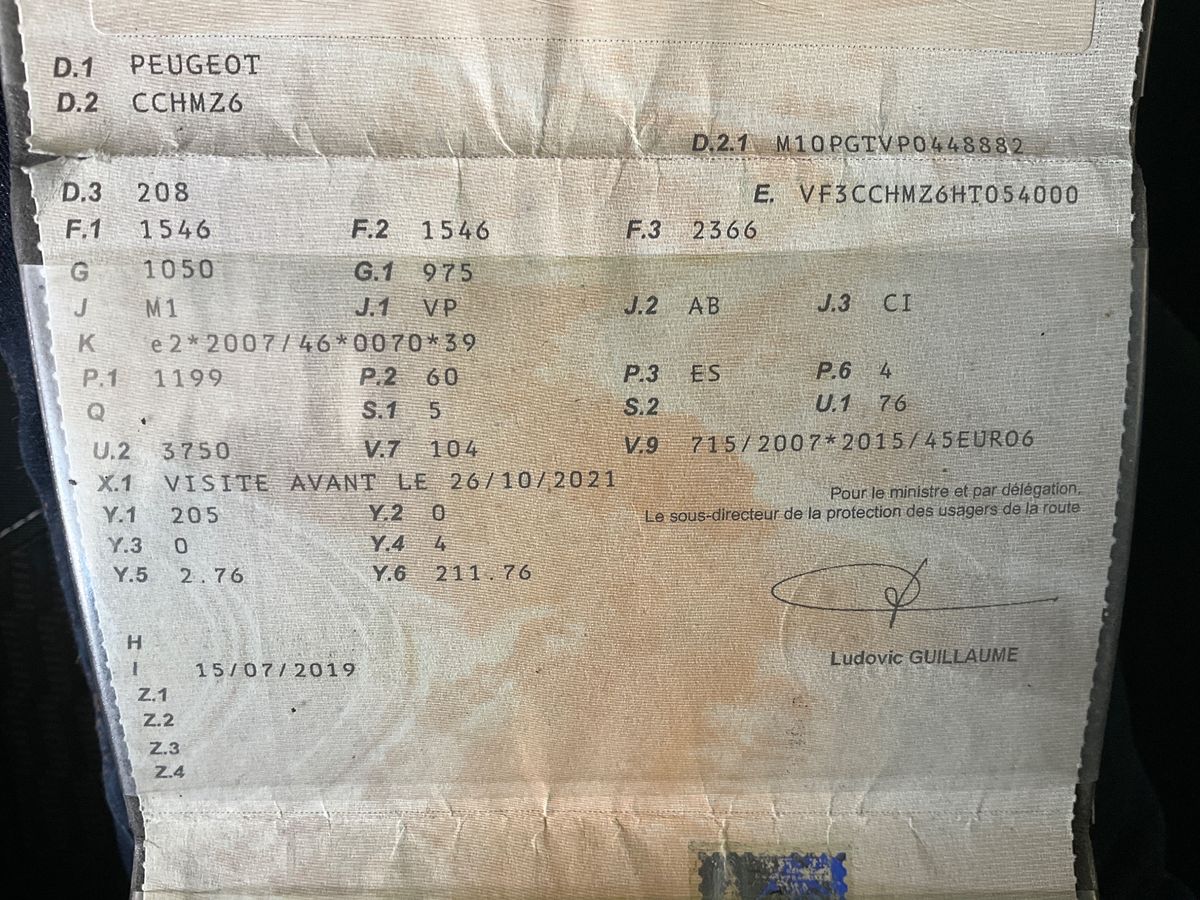 D.1 PEUGEOT
D.2 CCHMZ6
D.2.1 M10PGTVP0448882
D.3 208 E. VF3CCHMZ6HT054000
F.1 1546 F.2 1546 F.3 2366
G 1050 G.1 975
J M1 J.1 VP J.2 AB J.3 CI
K e2*2007/46*0070*39
P.1 1199 P.2 60 P.3 ES P.6 4
Q S.1 5 S.2 U.1 76
U.2 3750 V.7 104 V.9 715/2007*2015/45EURO6
X.1 VISITE AVANT LE 26/10/2021
Pour le ministre et par délégation,
Y.1 205 Y.2 0
Le sous-directeur de la protection des usagers de la route
Y.3 0 Y.4 4
Y.5 2.76 Y.6 211.76
H
I 15/07/2019
Ludovic GUILLAUME
Z.1
Z.2
Z.3
Z.4